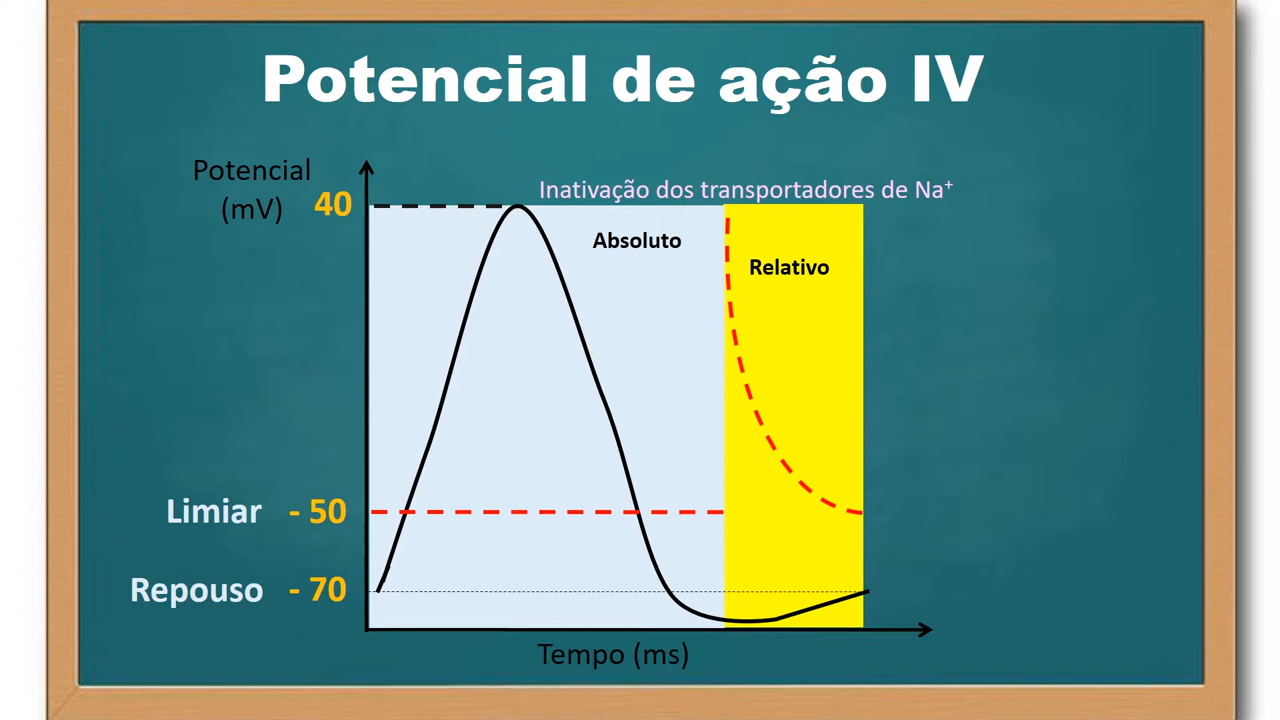 Potencial de ação IV
Potencial
(mV)
40
Inativação dos transportadores de Na⁺
Absoluto
Relativo
Limiar - 50
Repouso - 70
Tempo (ms)